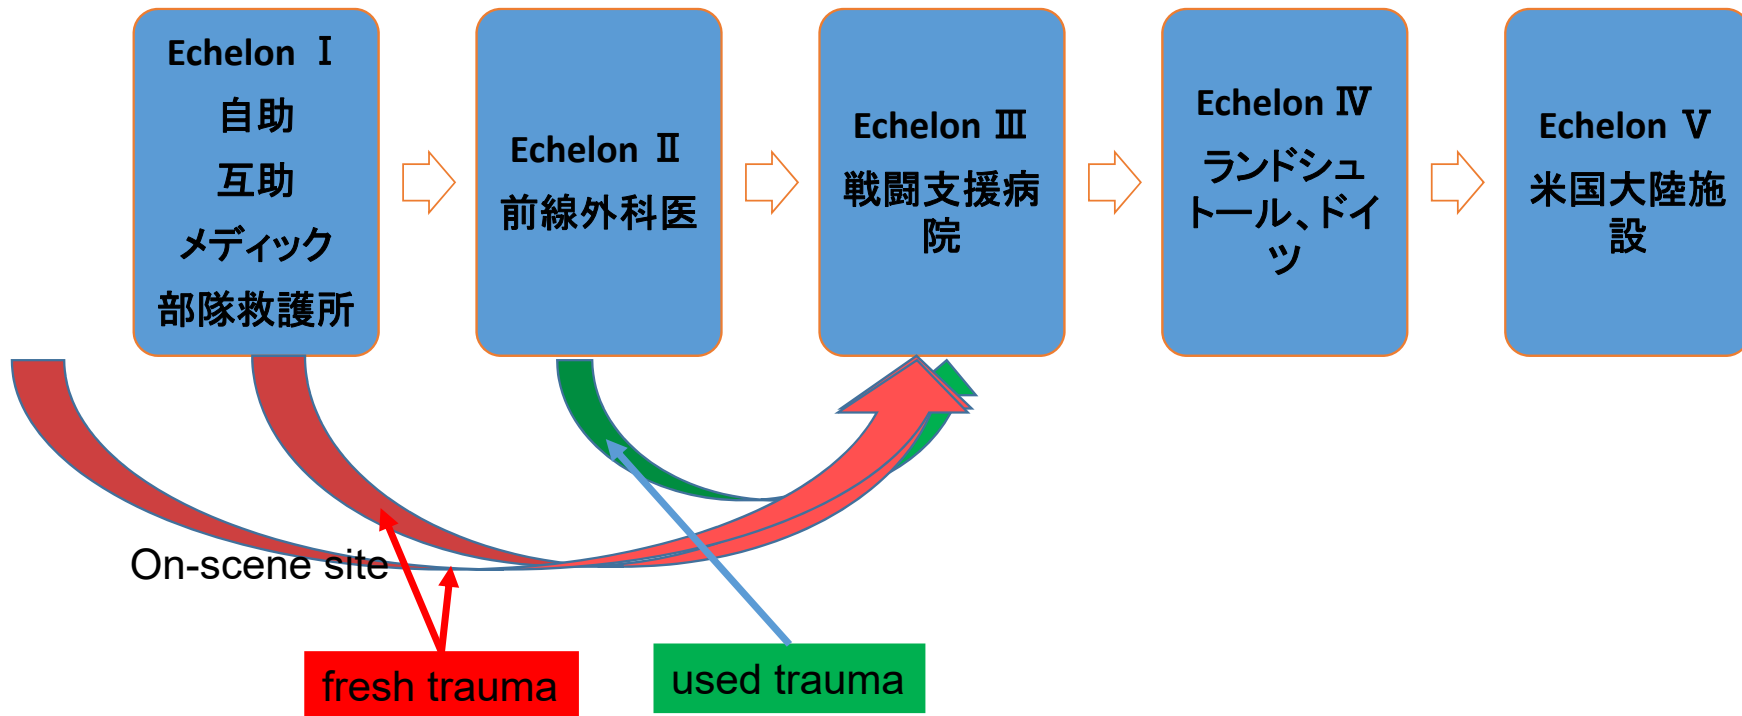 Echelon Ⅰ
自助
互助
メディック
部隊救護所
Echelon Ⅱ
前線外科医
Echelon Ⅲ
戦闘支援病
院
Echelon Ⅳ
ランドシュ
トール、ドイ
ツ
Echelon Ⅴ
米国大陸施
設
On-scene site
fresh trauma
used trauma